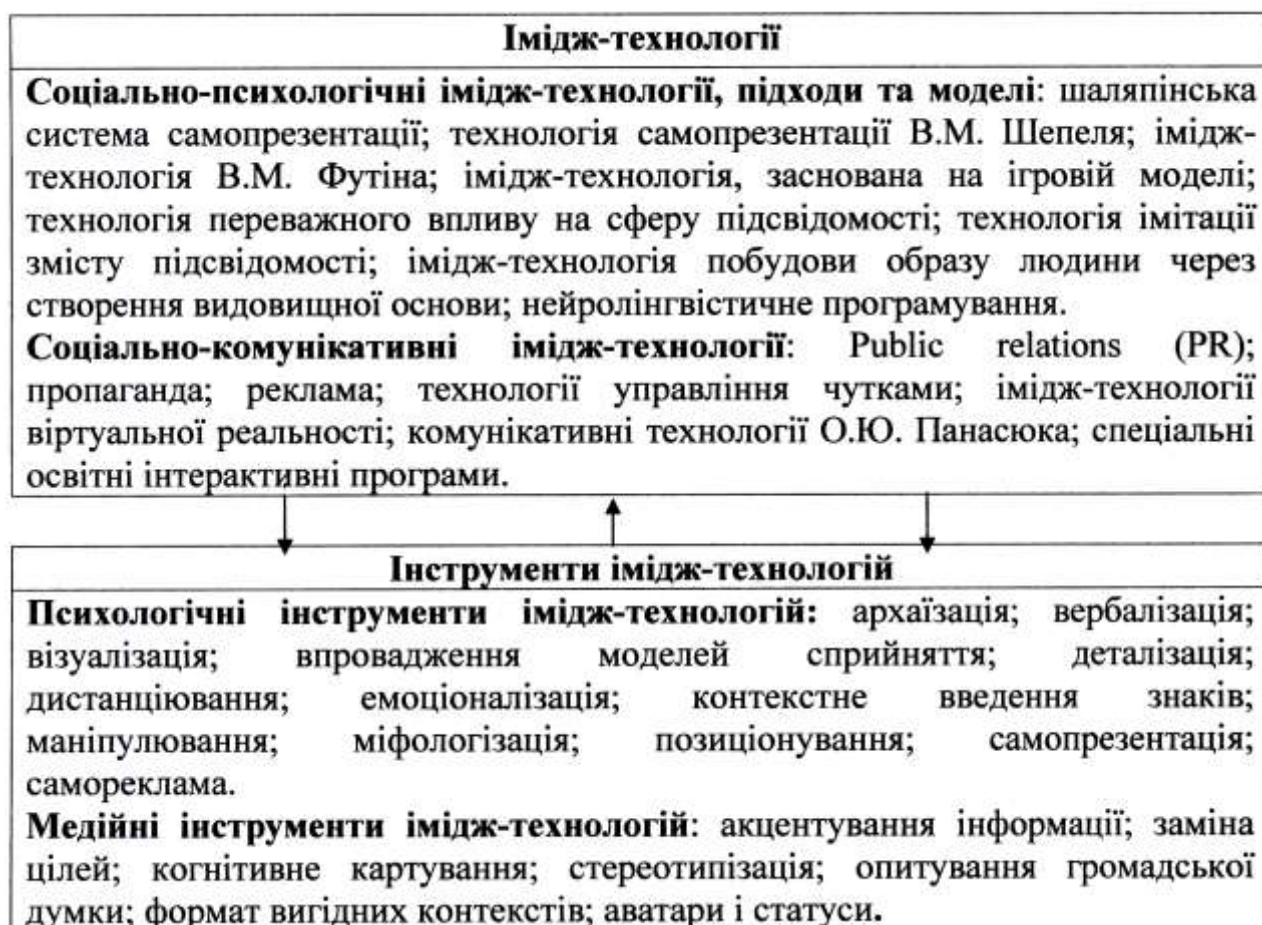 Імідж-технології
Соціально-психологічні імідж-технології, підходи та моделі: шаляпінська
система самопрезентації; технологія самопрезентації В.М. Шепеля; імідж-
технологія В.М. Футіна; імідж-технологія, заснована на ігровій моделі;
технологія переважного впливу на сферу підсвідомості; технологія імітації
змісту підсвідомості; імідж-технологія побудови образу людини через
створення видовищної основи; нейролінгвістичне програмування.
Соціально-комунікативні імідж-технології: Public relations (PR);
пропаганда; реклама; технології управління чутками; імідж-технології
віртуальної реальності; комунікативні технології О.Ю. Панасюка; спеціальні
освітні інтерактивні програми.
Інструменти імідж-технологій
Психологічні інструменти імідж-технологій: архаїзація; вербалізація;
візуалізація; впровадження моделей сприйняття; деталізація;
дистанціювання; емоціоналізація; контекстне введення знаків;
маніпулювання; міфологізація; позиціонування; самопрезентація;
самореклама.
Медійні інструменти імідж-технологій: акцентування інформації; заміна
цілей; когнітивне картування; стереотипізація; опитування громадської
думки; формат вигідних контекстів; аватари і статуси.